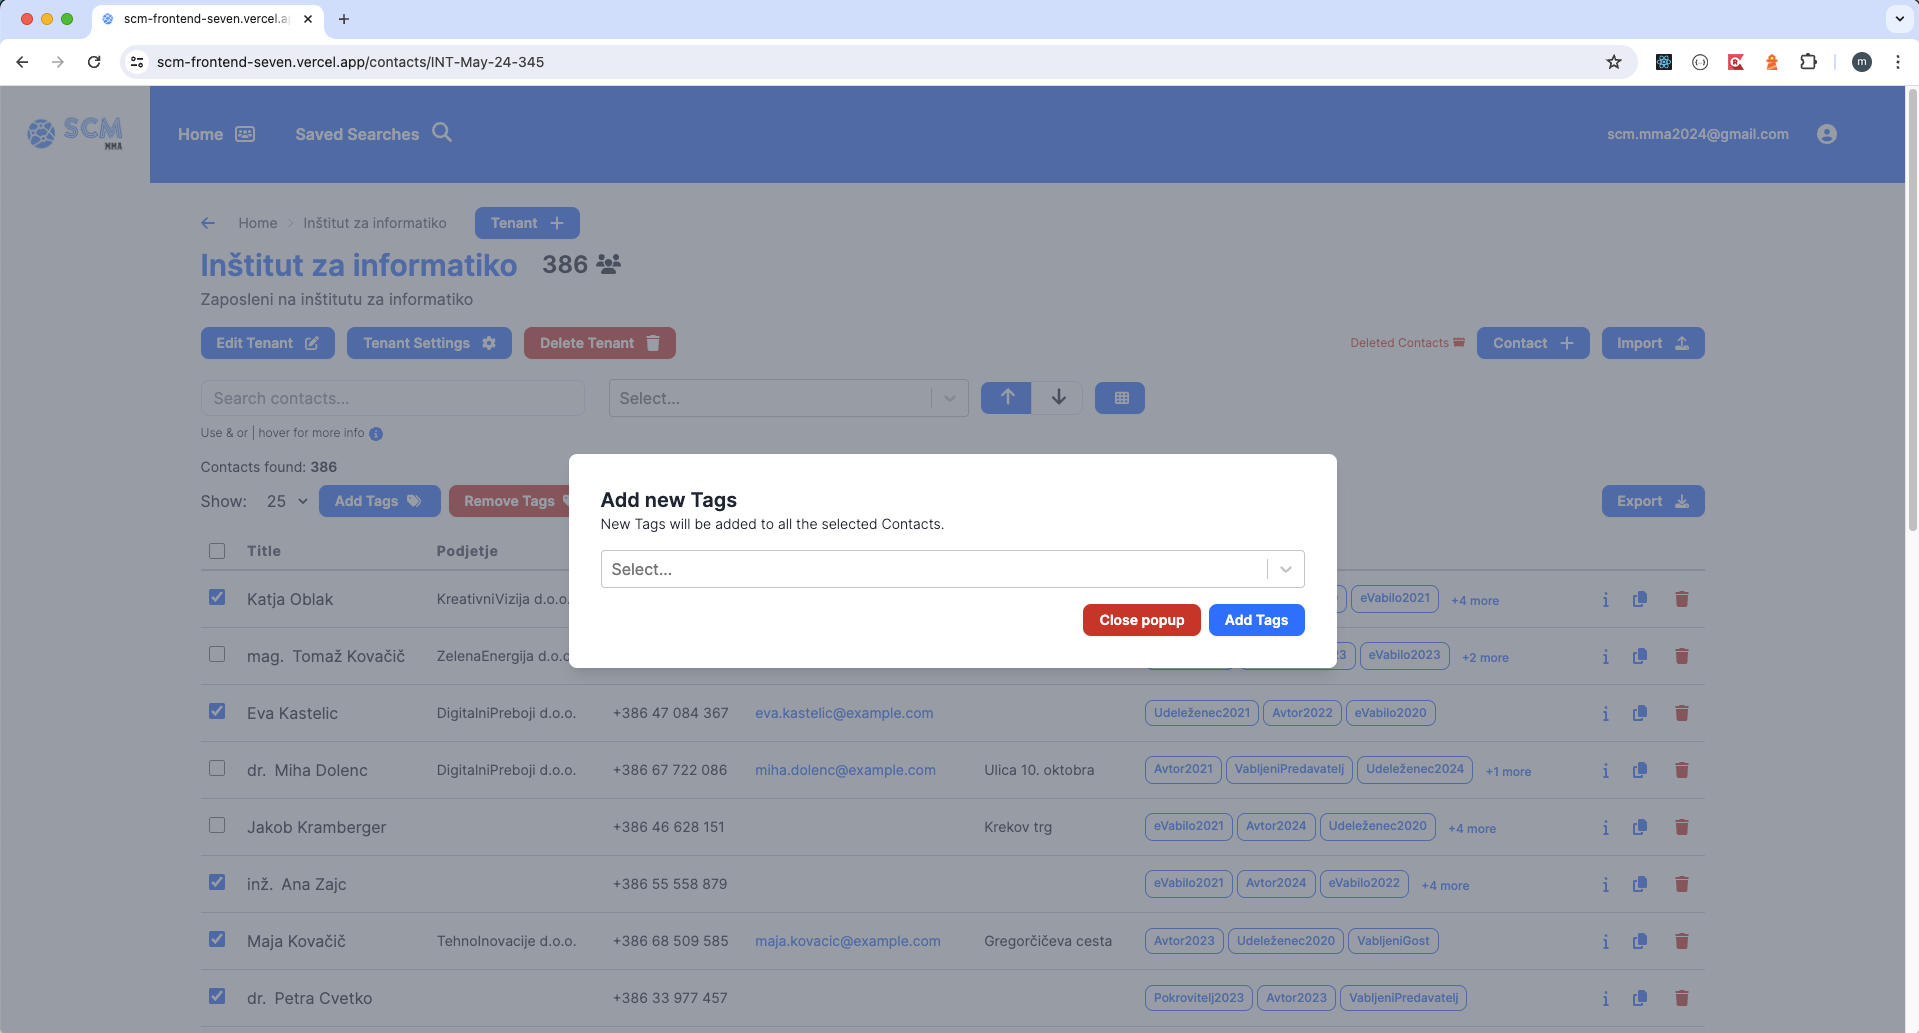 scm-frontend-seven.vercel.a
scm-frontend-seven.vercel.app/contacts/INT-May-24-345
m
SCM
MMA
Home
Saved Searches
scm.mma2024@gmail.com
Home
Inštitut za informatiko
Tenant
Inštitut za informatiko
386
Zaposleni na inštitutu za informatiko
Edit Tenant
Tenant Settings
Delete Tenant
Deleted Contacts
Contact
Import
Search contacts...
Select...
Use & or | hover for more info
Contacts found: 386
Show: 25
Add Tags
Remove Tags
Export
Add new Tags
New Tags will be added to all the selected Contacts.
Select...
Close popup
Add Tags
Title Podjetje
Katja Oblak KreativniVizija d.o.o. eVabilo2021 +4 more
mag. Tomaž Kovačič ZelenaEnergija d.o.o 3 eVabilo2023 +2 more
Eva Kastelic DigitalniPreboji d.o.o. +386 47 084 367 eva.kastelic@example.com Udeleženec2021 Avtor2022 eVabilo2020
dr. Miha Dolenc DigitalniPreboji d.o.o. +386 67 722 086 miha.dolenc@example.com Ulica 10. oktobra Avtor2021 VabljeniPredavatelj Udeleženec2024 +1 more
Jakob Kramberger +386 46 628 151 Krekov trg eVabilo2021 Avtor2024 Udeleženec2020 +4 more
inž. Ana Zajc +386 55 558 879 eVabilo2021 Avtor2024 eVabilo2022 +4 more
Maja Kovačič TehnoInovacije d.o.o. +386 68 509 585 maja.kovacic@example.com Gregorčičeva cesta Avtor2023 Udeleženec2020 VabljeniGost
dr. Petra Cvetko +386 33 977 457 Pokrovitelj2023 Avtor2023 VabljeniPredavatelj